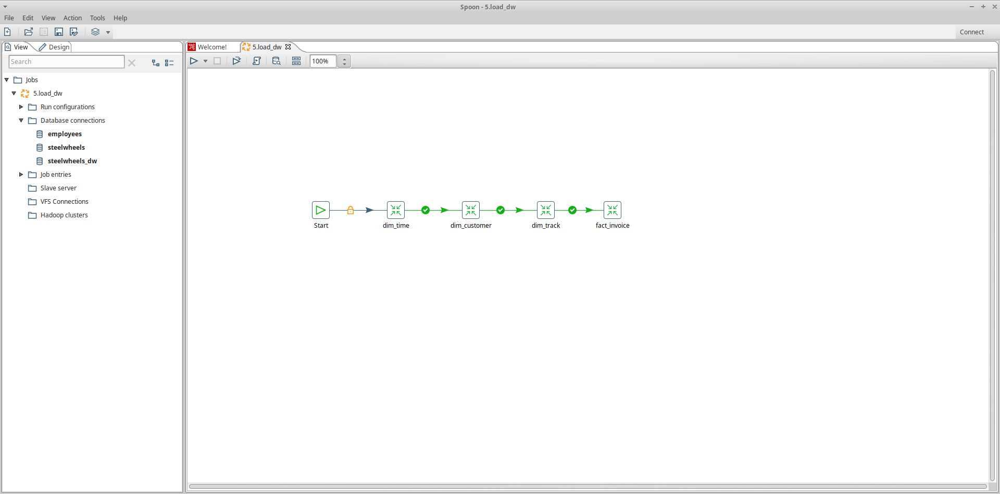 Spoon - 5.load_dw
File Edit View Action Tools Help
Connect
View Design
Welcome! 5.load_dw
Search
100%
Jobs
5.load_dw
Run configurations
Database connections
employees
steelwheels
steelwheels_dw
Job entries
Slave server
VFS Connections
Hadoop clusters
Start dim_time dim_customer dim_track fact_invoice